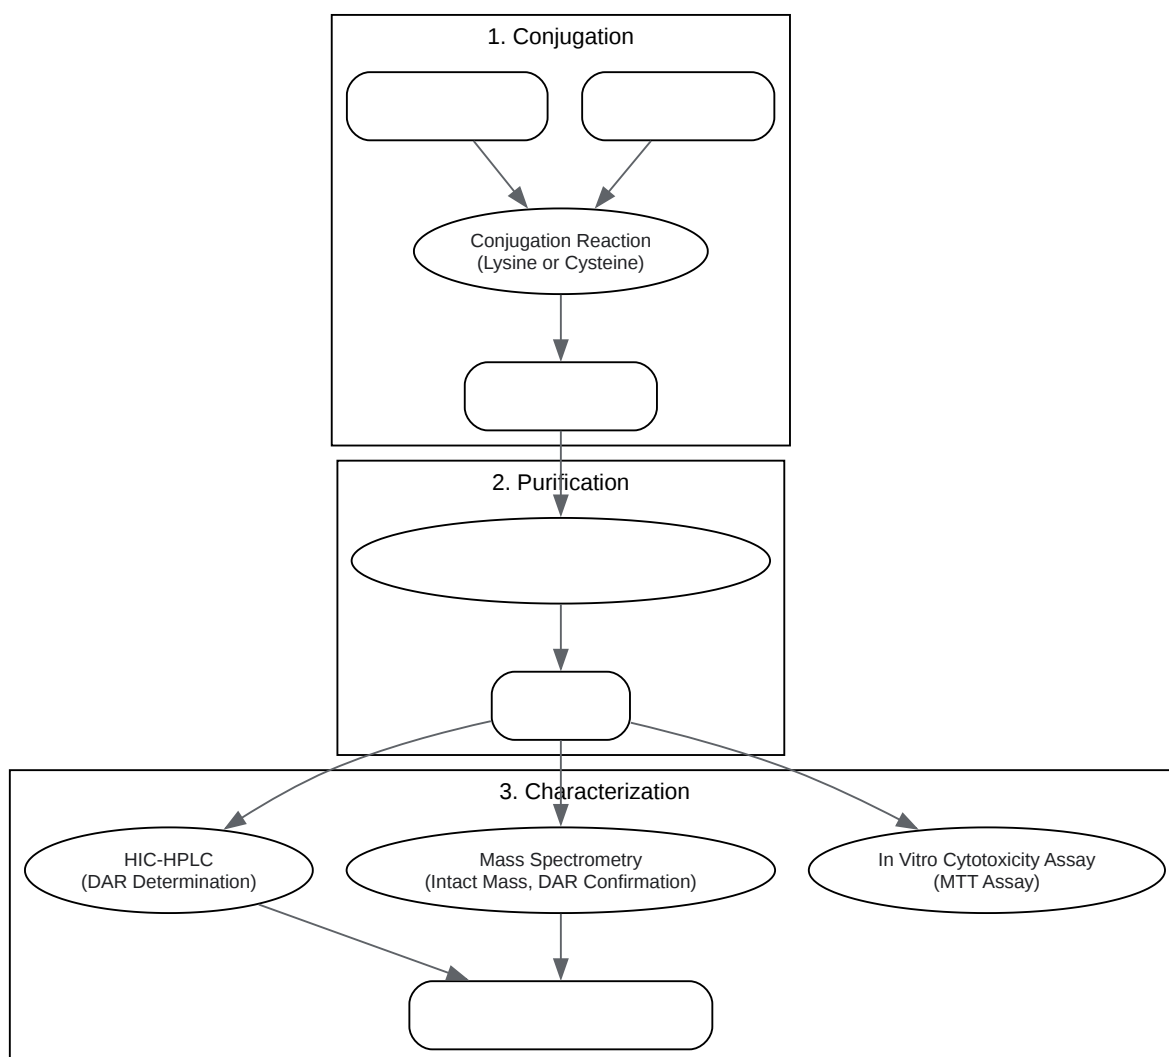 1. Conjugation
Conjugation Reaction
(Lysine or Cysteine)
2. Purification
3. Characterization
HIC-HPLC
(DAR Determination)
Mass Spectrometry
(Intact Mass, DAR Confirmation)
In Vitro Cytotoxicity Assay
(MTT Assay)